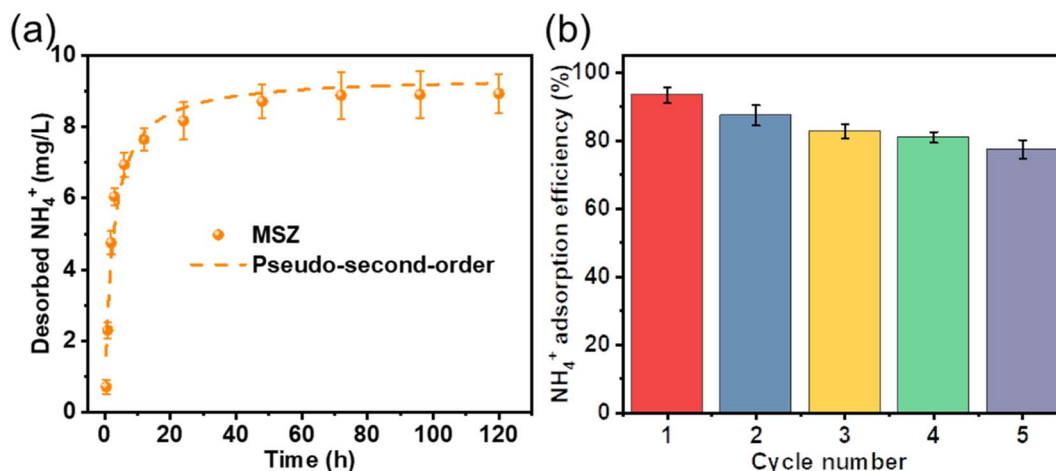 (a)
Desorbed NH₄⁺ (mg/L)
10
8
6
4
2
0
MSZ
Pseudo-second-order
0 20 40 60 80 100 120
Time (h)
(b)
NH₄⁺ adsorption efficiency (%)
100
80
60
40
20
0
1 2 3 4 5
Cycle number